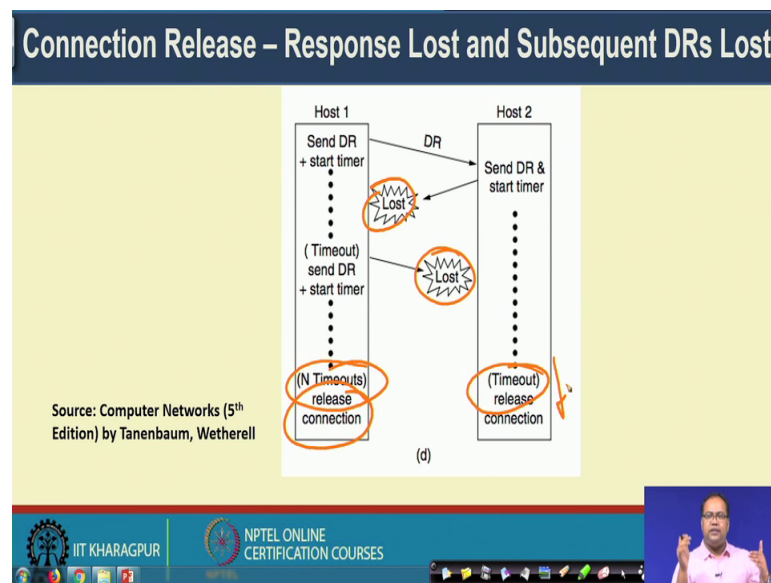 Connection Release – Response Lost and Subsequent DRs Lost
Host 1
Host 2
Send DR
+ start timer
DR
Send DR &
start timer
Lost
( Timeout)
send DR
+ start timer
Lost
(N Timeouts)
release
connection
(Timeout)
release
connection
(d)
Source: Computer Networks (5th
Edition) by Tanenbaum, Wetherell
IIT KHARAGPUR
NPTEL ONLINE
CERTIFICATION COURSES